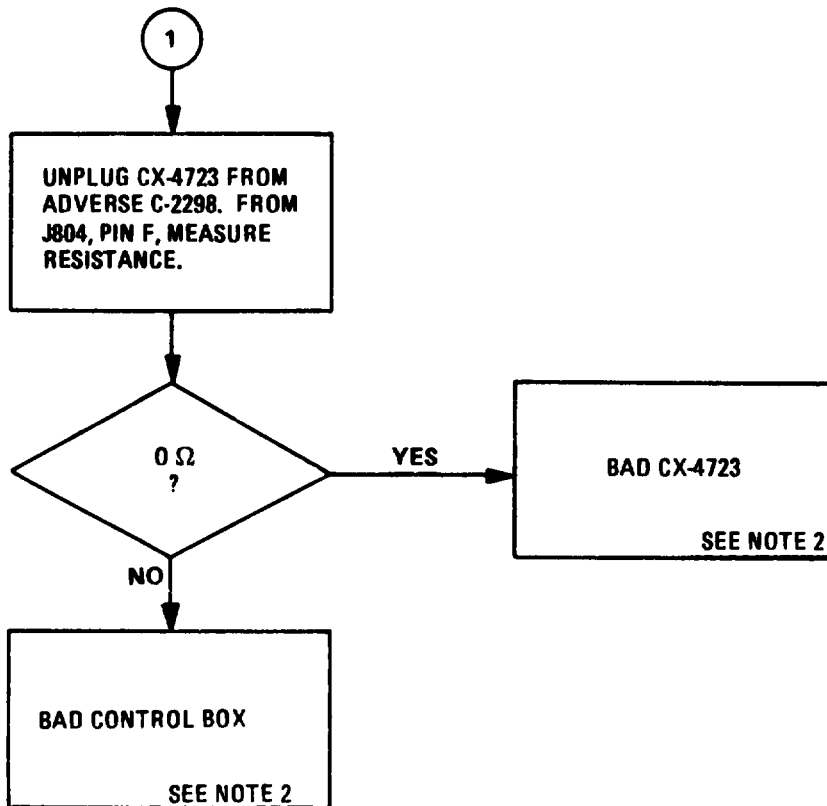 1
UNPLUG CX-4723 FROM
ADVERSE C-2298. FROM
J804, PIN F, MEASURE
RESISTANCE.
0 Ω
?
YES
BAD CX-4723
SEE NOTE 2
NO
BAD CONTROL BOX
SEE NOTE 2